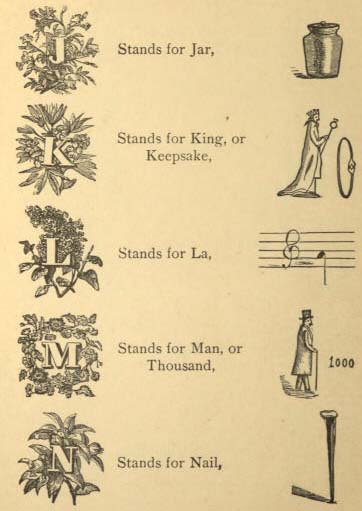 J
Stands for Jar,
K
Stands for King, or
Keepsake,
L
Stands for La,
M
Stands for Man, or
Thousand,
1000
N
Stands for Nail,